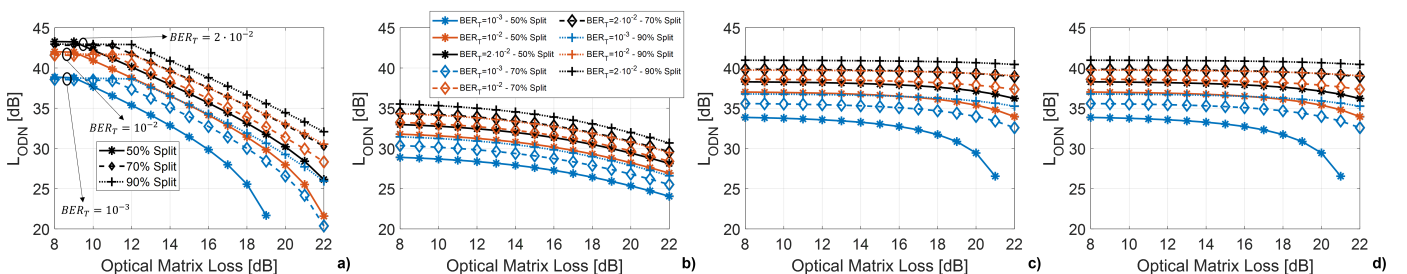 45
40
35
30
25
20
L_ODN [dB]
8 10 12 14 16 18 20 22
Optical Matrix Loss [dB]
BER_T = 2 · 10^-2
BER_T = 10^-2
50% Split
70% Split
90% Split
BER_T = 10^-3
a)
45
40
35
30
25
20
L_ODN [dB]
BER_T=10^-3 - 50% Split
BER_T=10^-2 - 50% Split
BER_T=2·10^-2 - 50% Split
BER_T=10^-3 - 70% Split
BER_T=10^-2 - 70% Split
BER_T=2·10^-2 - 70% Split
BER_T=10^-3 - 90% Split
BER_T=10^-2 - 90% Split
BER_T=2·10^-2 - 90% Split
8 10 12 14 16 18 20 22
Optical Matrix Loss [dB]
b)
45
40
35
30
25
20
L_ODN [dB]
8 10 12 14 16 18 20 22
Optical Matrix Loss [dB]
c)
45
40
35
30
25
20
L_ODN [dB]
8 10 12 14 16 18 20 22
Optical Matrix Loss [dB]
d)